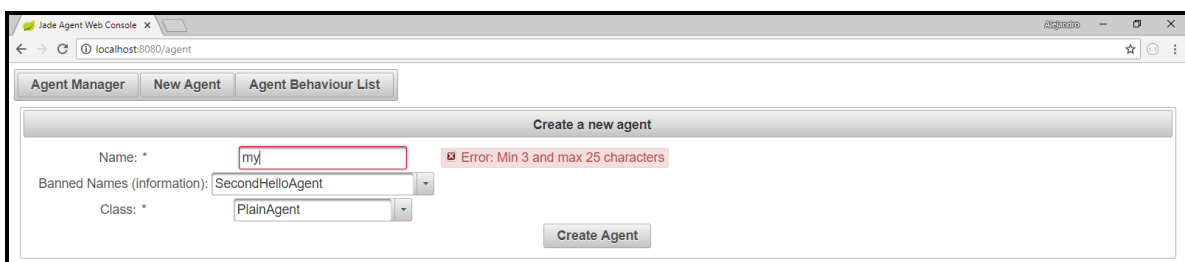 Jade Agent Web Console
Alejandro
localhost:8080/agent
Agent Manager New Agent Agent Behaviour List
Create a new agent
Name: * my Error: Min 3 and max 25 characters
Banned Names (information): SecondHelloAgent
Class: * PlainAgent
Create Agent